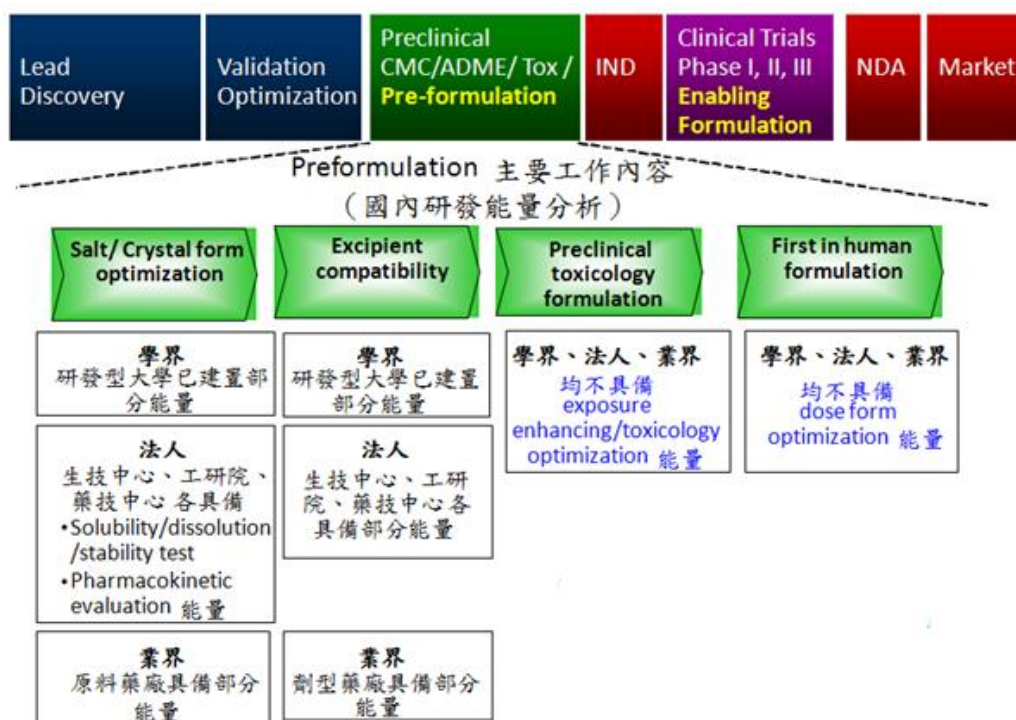 Lead
Discovery
Validation
Optimization
Preclinical
CMC/ADME/ Tox /
Pre-formulation
IND
Clinical Trials
Phase I, II, III
Enabling
Formulation
NDA
Market
Preformulation 主要工作內容
（國內研發能量分析）
Salt/ Crystal form
optimization
Excipient
compatibility
Preclinical
toxicology
formulation
First in human
formulation
學界
研發型大學已建置部
分能量
法人
生技中心、工研院、
藥技中心 各具備
•Solubility/dissolution
/stability test
•Pharmacokinetic
evaluation 能量
業界
原料藥廠具備部分
能量
學界
研發型大學已建置
部分能量
法人
生技中心、工研
院、藥技中心各
具備部分能量
業界
劑型藥廠具備部分
能量
學界、法人、業界
均不具備
exposure
enhancing/toxicology
optimization 能量
學界、法人、業界
均不具備
dose form
optimization 能量